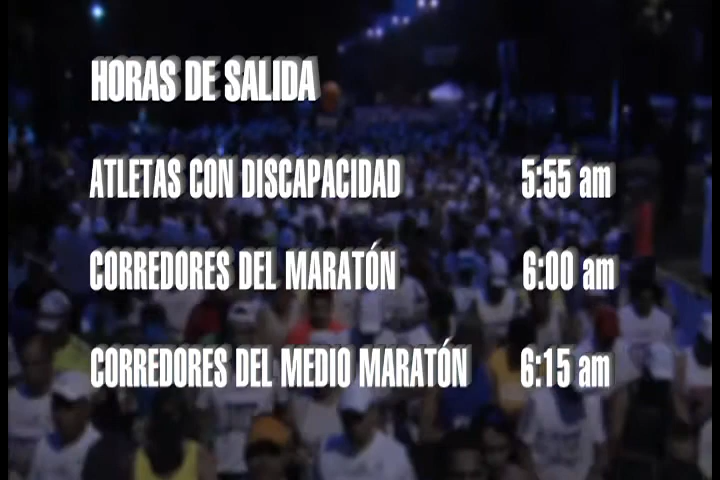 HORAS DE SALIDA
ATLETAS CON DISCAPACIDAD 5:55 am
CORREDORES DEL MARATÓN 6:00 am
CORREDORES DEL MEDIO MARATÓN 6:15 am